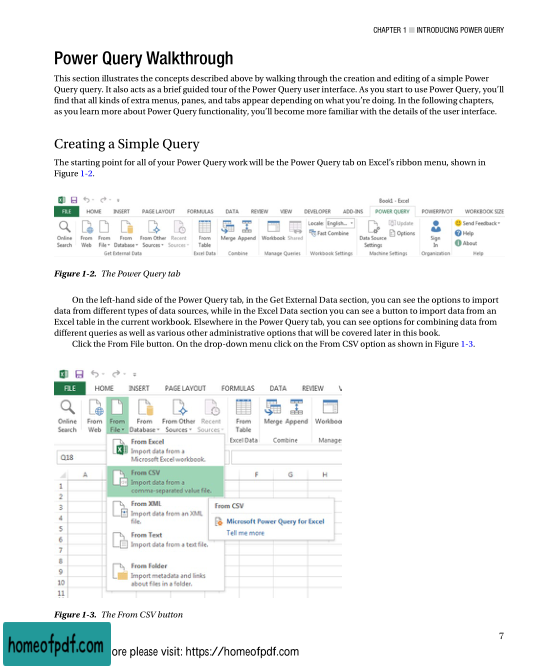 CHAPTER 1 ■ INTRODUCING POWER QUERY
Power Query Walkthrough
This section illustrates the concepts described above by walking through the creation and editing of a simple Power
Query query. It also acts as a brief guided tour of the Power Query user interface. As you start to use Power Query, you'll
find that all kinds of extra menus, panes, and tabs appear depending on what you're doing. In the following chapters,
as you learn more about Power Query functionality, you'll become more familiar with the details of the user interface.
Creating a Simple Query
The starting point for all of your Power Query work will be the Power Query tab on Excel's ribbon menu, shown in
Figure 1-2.
Book1 - Excel
FILE HOME INSERT PAGE LAYOUT FORMULAS DATA REVIEW VIEW DEVELOPER ADD-INS POWER QUERY POWERPIVOT WORKBOOK SIZE
Locale: English... Update Send Feedback
Fast Combine Options Help
Online From From From From Other Recent From Merge Append Workbook Shared Data Source Sign About
Search Web File Database Sources Sources Table Settings In
Get External Data Excel Data Combine Manage Queries Workbook Settings Machine Settings Organization Help
Figure 1-2. The Power Query tab
On the left-hand side of the Power Query tab, in the Get External Data section, you can see the options to import
data from different types of data sources, while in the Excel Data section you can see a button to import data from an
Excel table in the current workbook. Elsewhere in the Power Query tab, you can see options for combining data from
different queries as well as various other administrative options that will be covered later in this book.
Click the From File button. On the drop-down menu click on the From CSV option as shown in Figure 1-3.
FILE HOME INSERT PAGE LAYOUT FORMULAS DATA REVIEW V
Online From From From From Other Recent From Merge Append Workboo
Search Web File Database Sources Sources Table
Excel Data Combine Manage
From Excel
Import data from a
Microsoft Excel workbook.
Q18
From CSV
Import data from a
comma-separated value file.
A F G H
1
2
3
4
5
6
7
8
9
10
11
From XML
Import data from an XML
file.
From CSV
Microsoft Power Query for Excel
Tell me more
From Text
Import data from a text file.
From Folder
Import metadata and links
about files in a folder.
Figure 1-3. The From CSV button
7
homeofpdf.com
ore please visit: https://homeofpdf.com